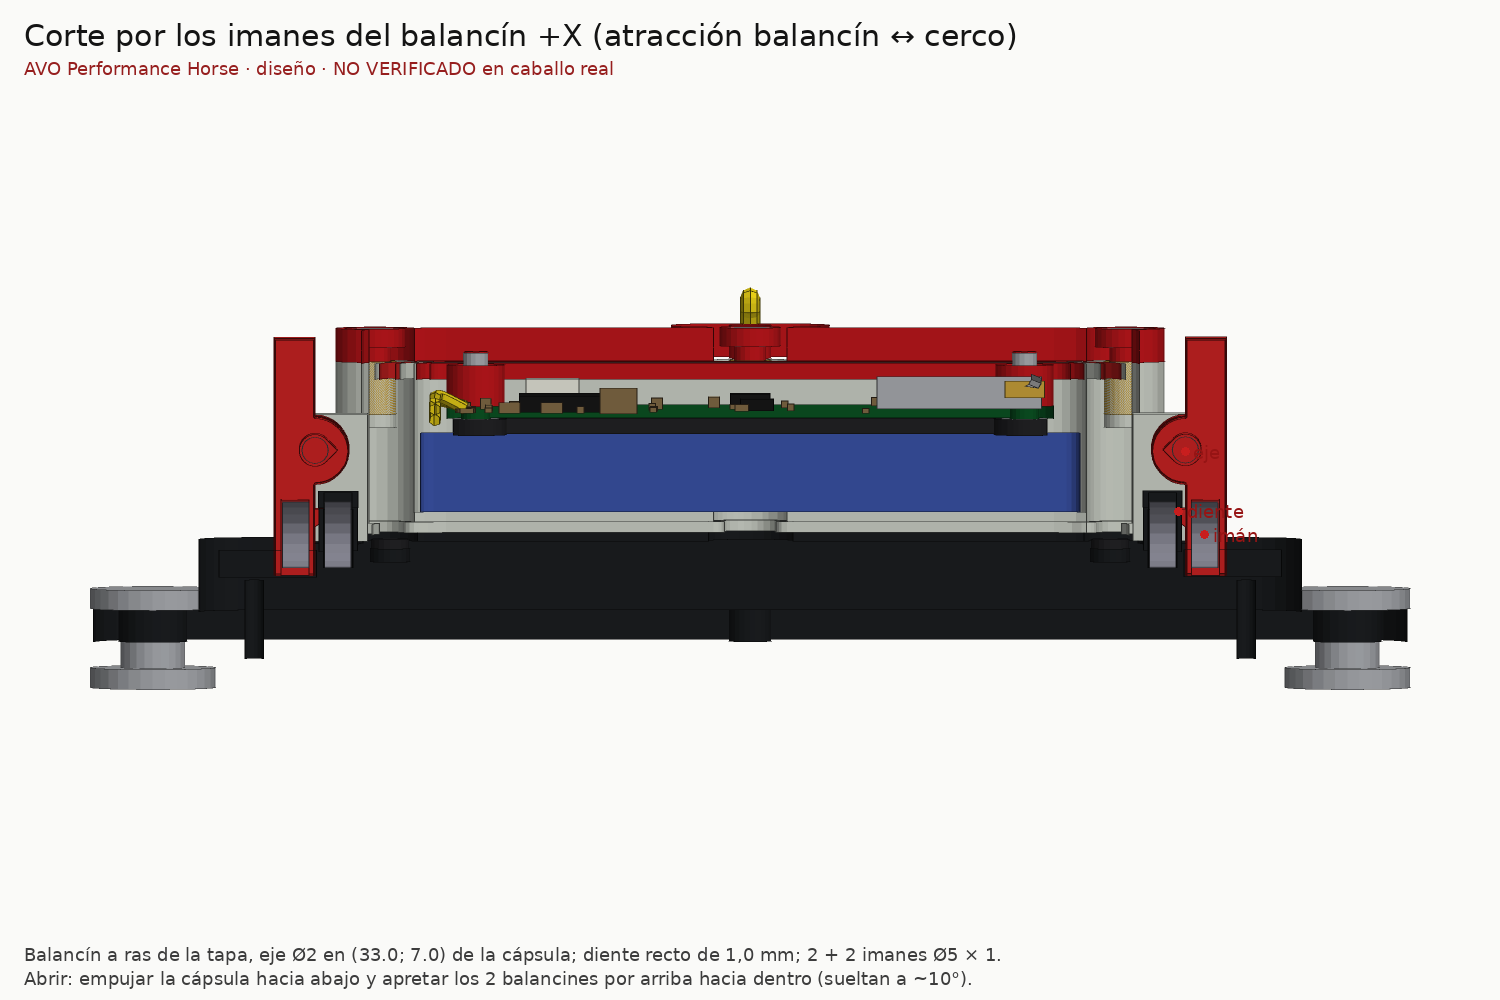 Corte por los imanes del balancín +X (atracción balancín ↔ cerco)
AVO Performance Horse · diseño · NO VERIFICADO en caballo real
eje
diente
imán
Balancín a ras de la tapa, eje Ø2 en (33.0; 7.0) de la cápsula; diente recto de 1,0 mm; 2 + 2 imanes Ø5 × 1.
Abrir: empujar la cápsula hacia abajo y apretar los 2 balancines por arriba hacia dentro (sueltan a ~10°).